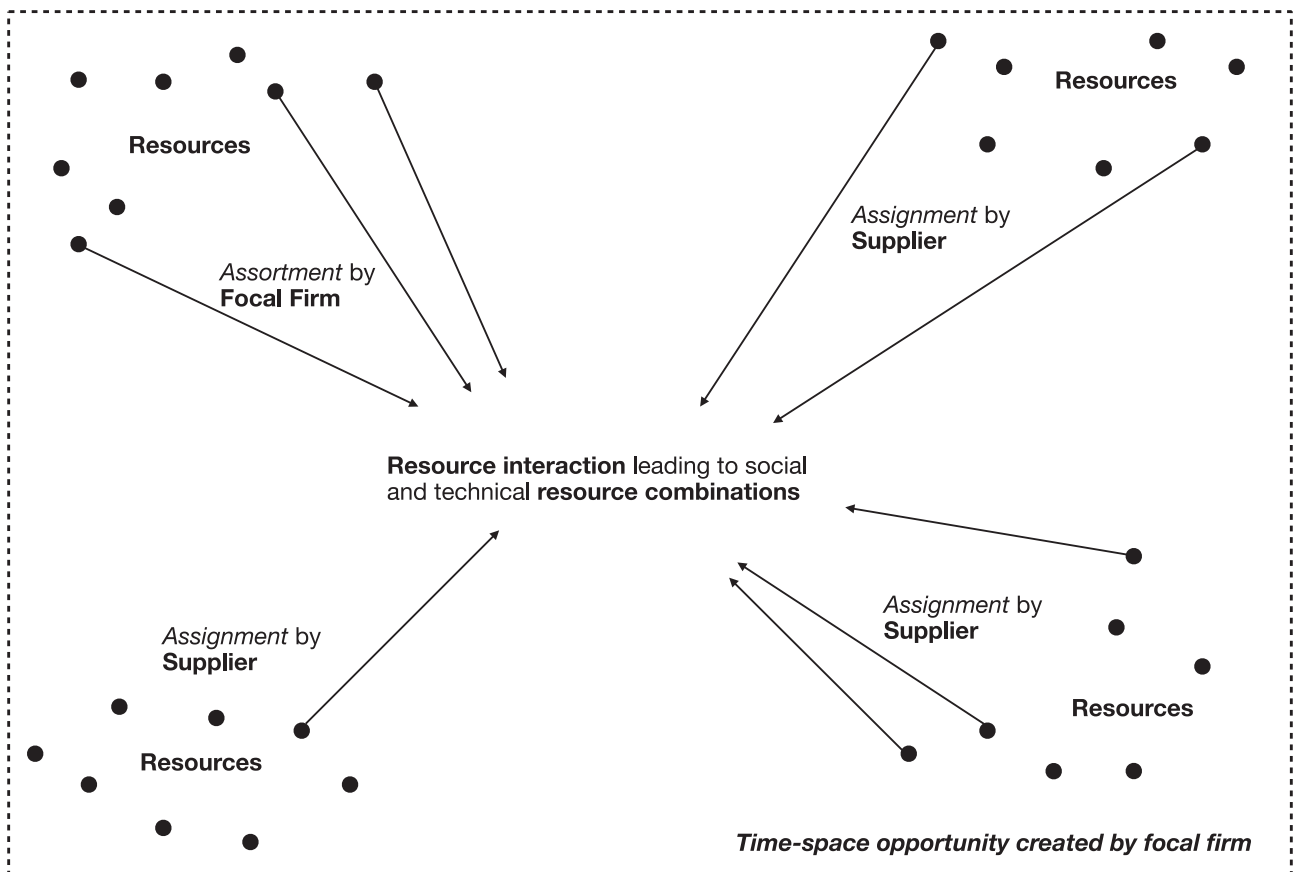 Resources
Resources
Assignment by
Supplier
Assortment by
Focal Firm
Resource interaction leading to social
and technical resource combinations
Assignment by
Supplier
Assignment by
Supplier
Resources
Resources
Time-space opportunity created by focal firm